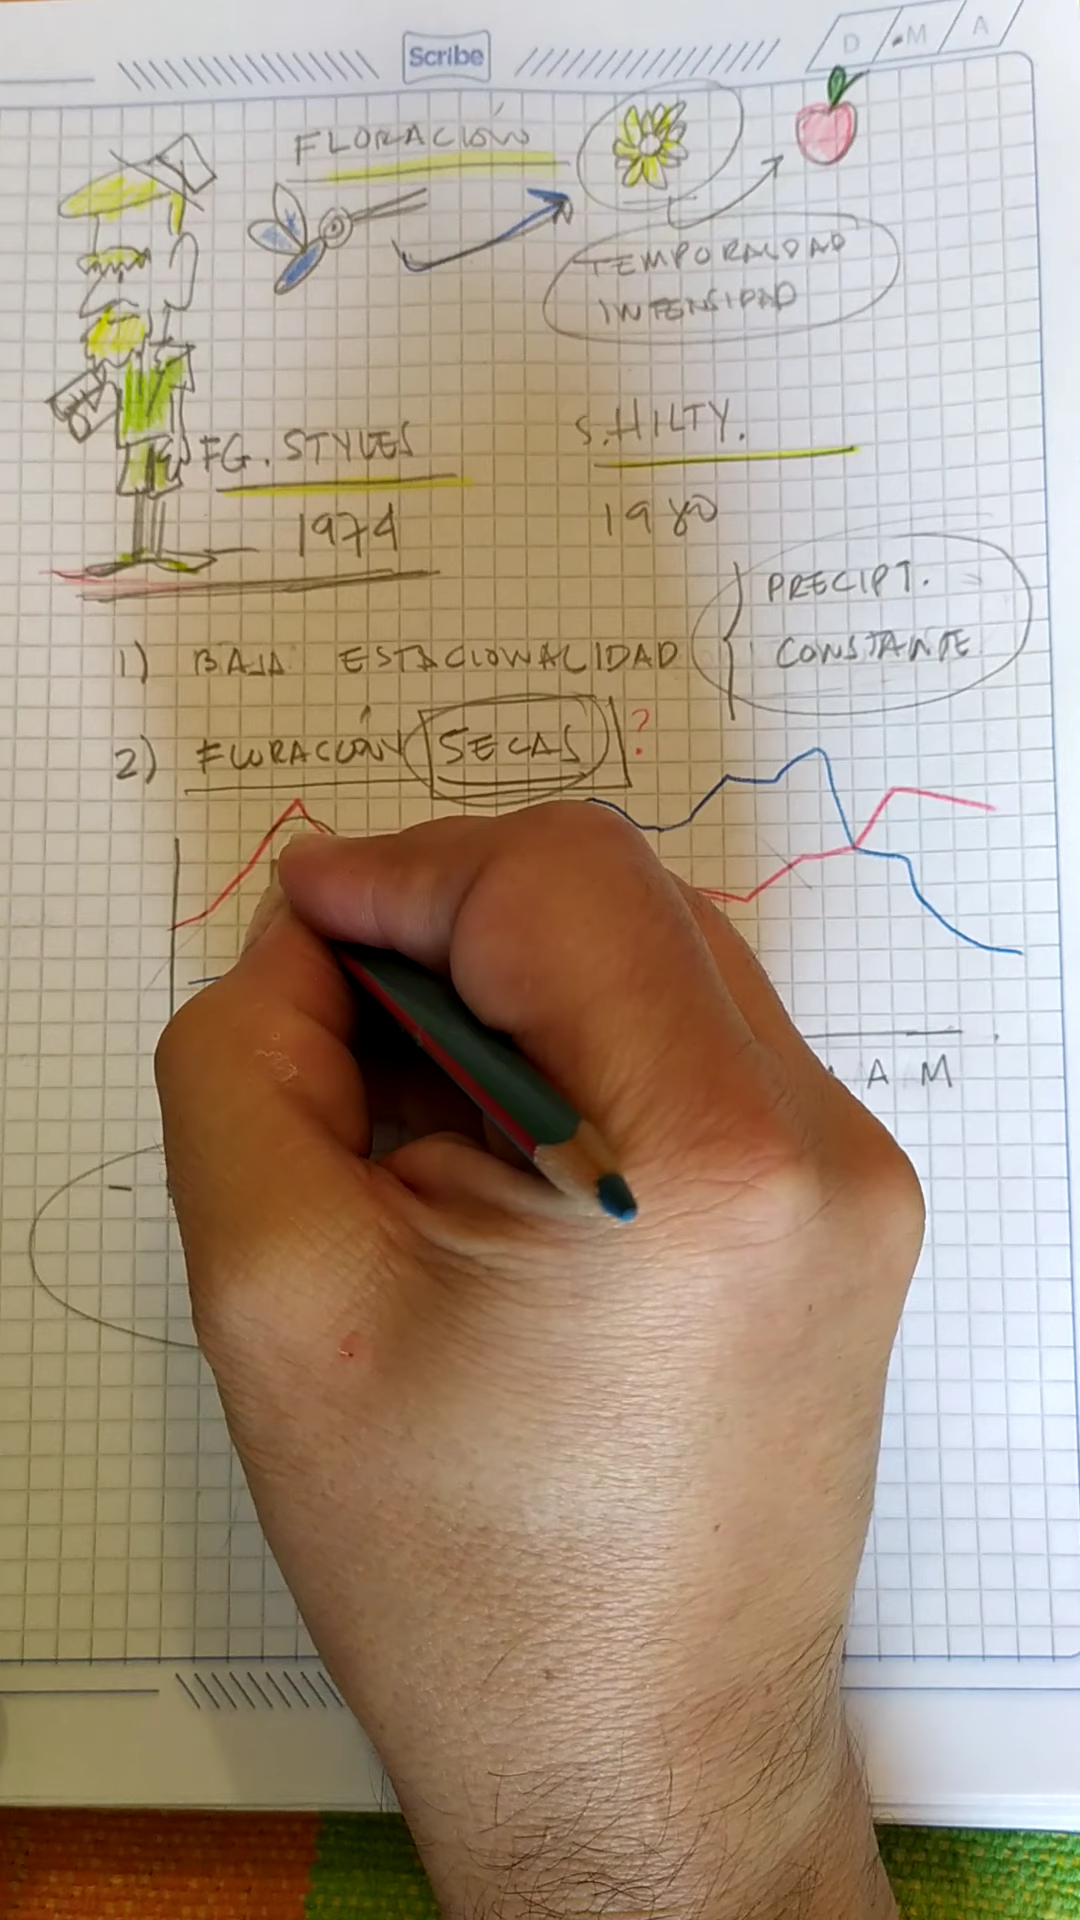 Scribe
D M A
FLORACIÓN
TEMPORALIDAD
INTENSIDAD
FG. STYLES
S. HILTY.
1974
1980
1) BAJA ESTACIONALIDAD
PRECIPT.
CONSTANTE
2) FLORACIÓN SECAS ?
A M